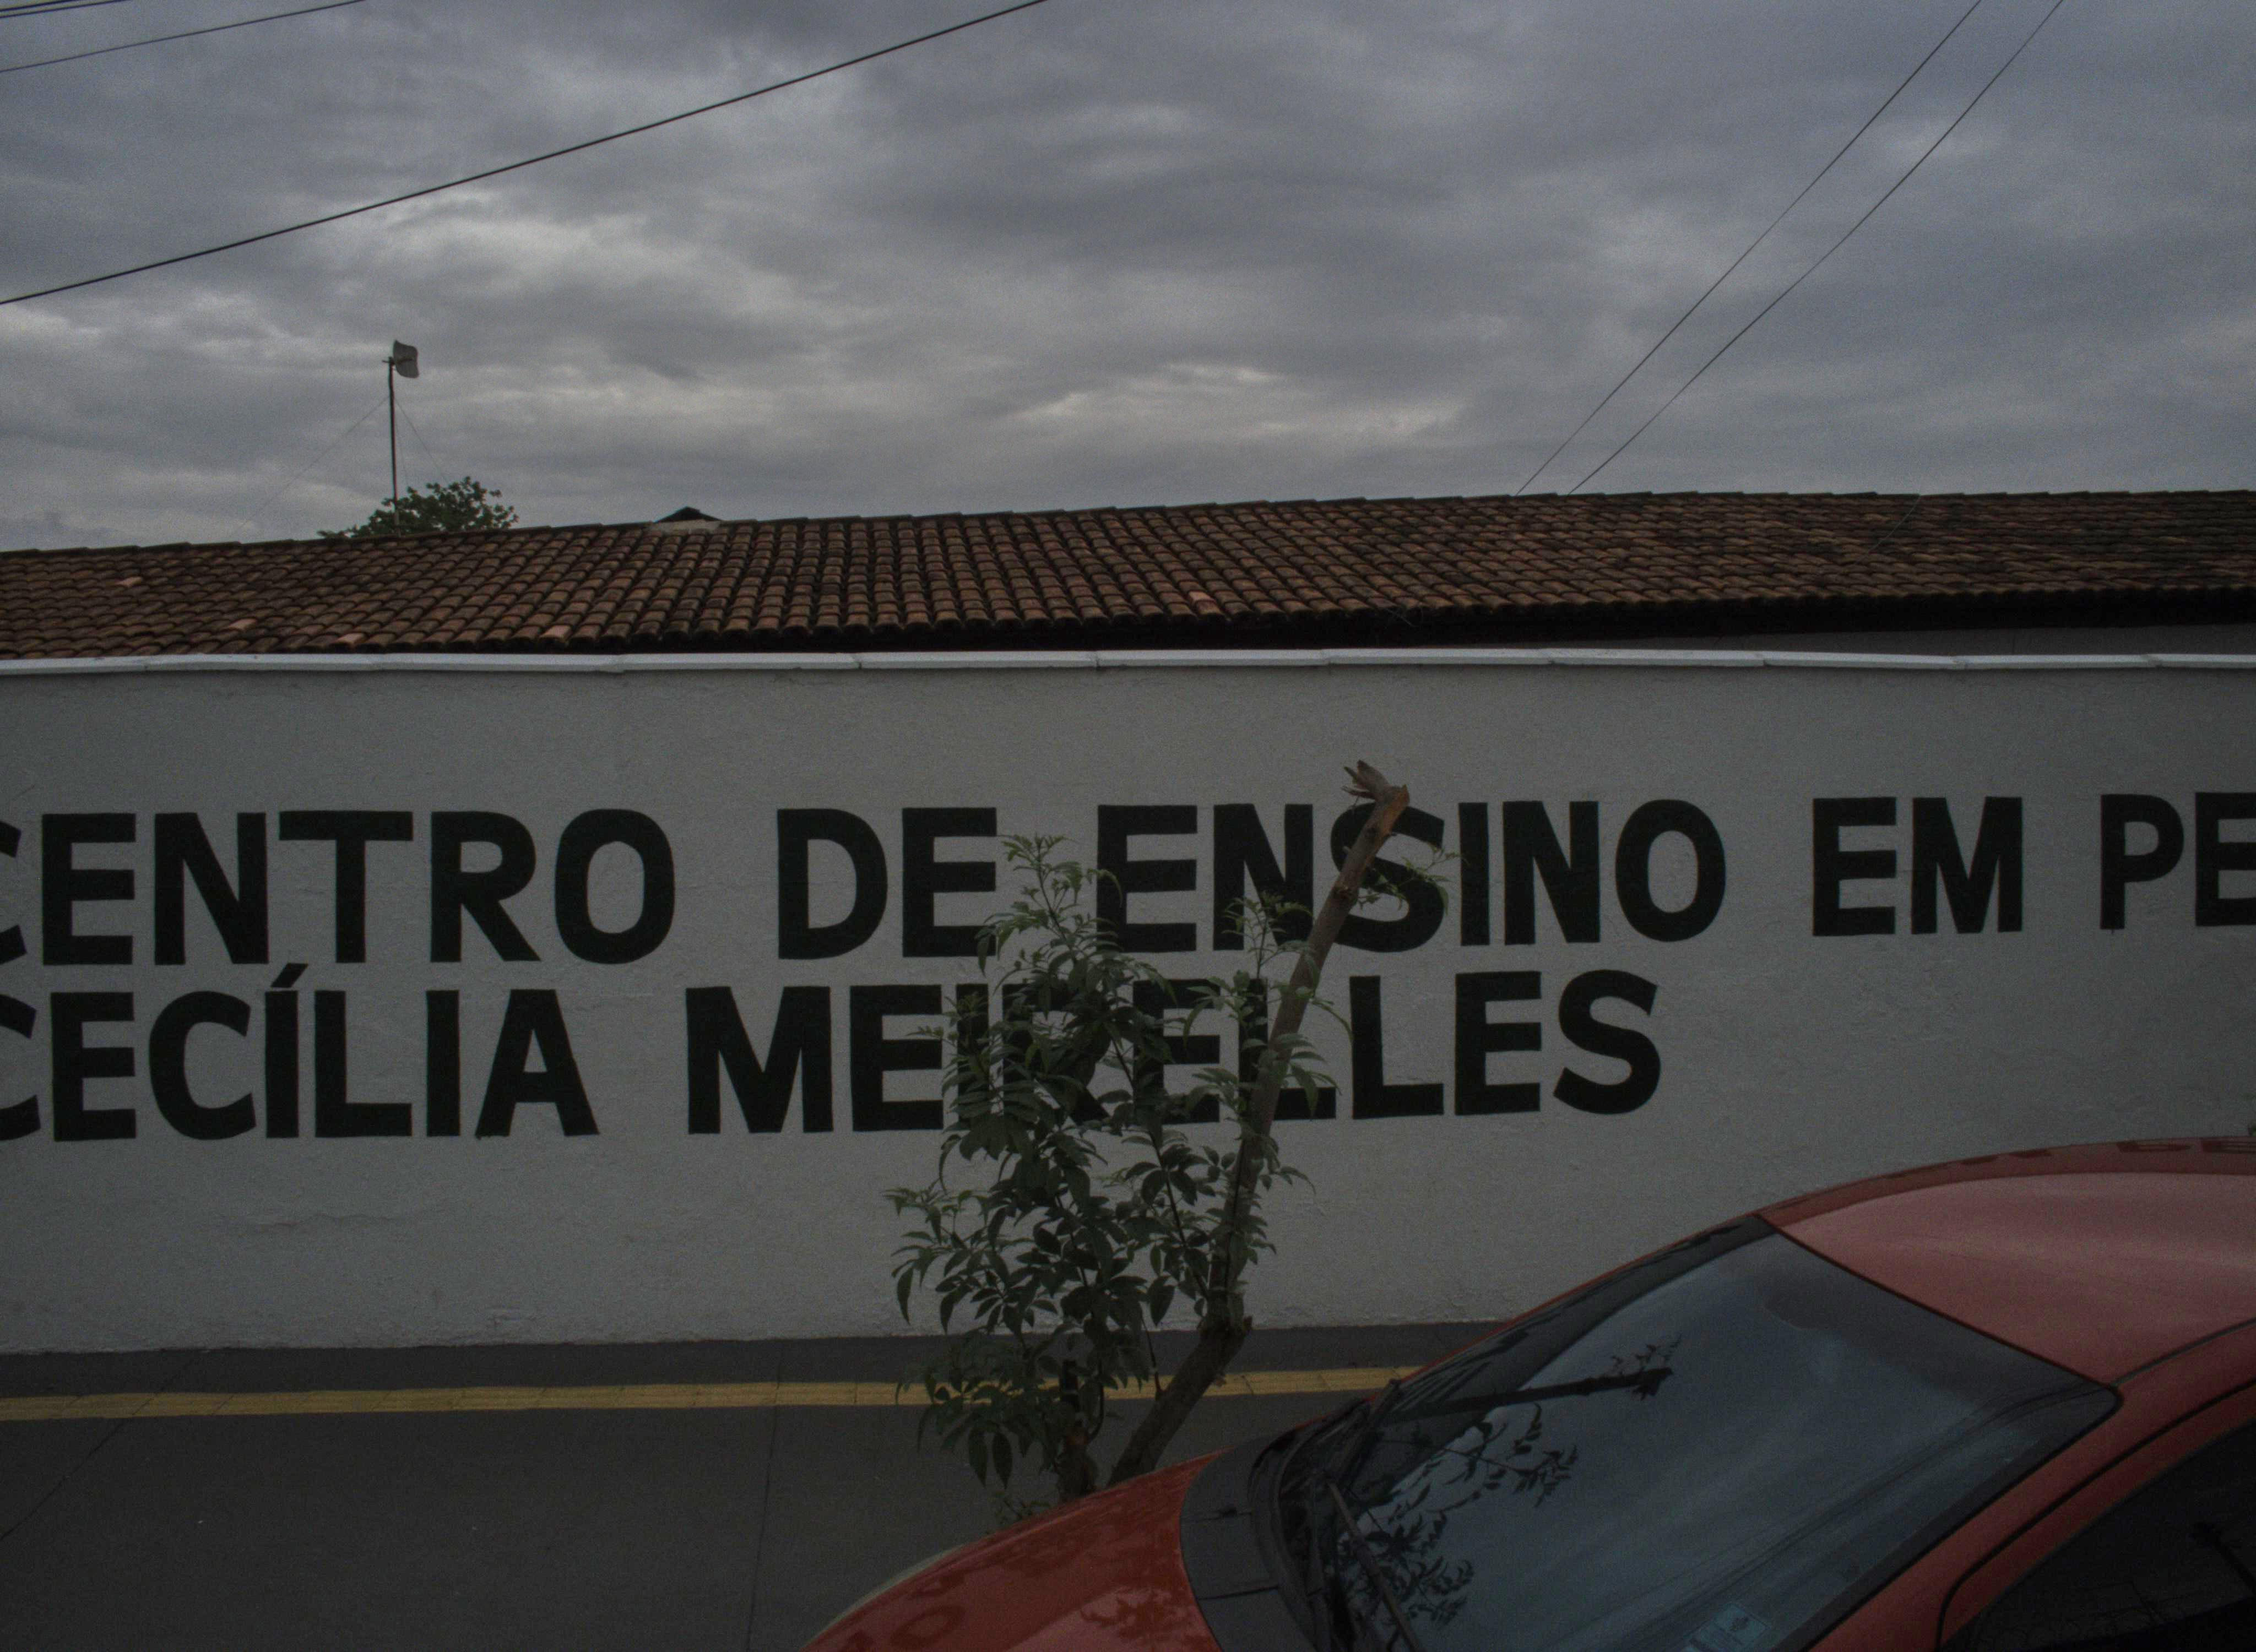 CENTRO DE ENSINO EM PE
CECÍLIA MEIRELLES